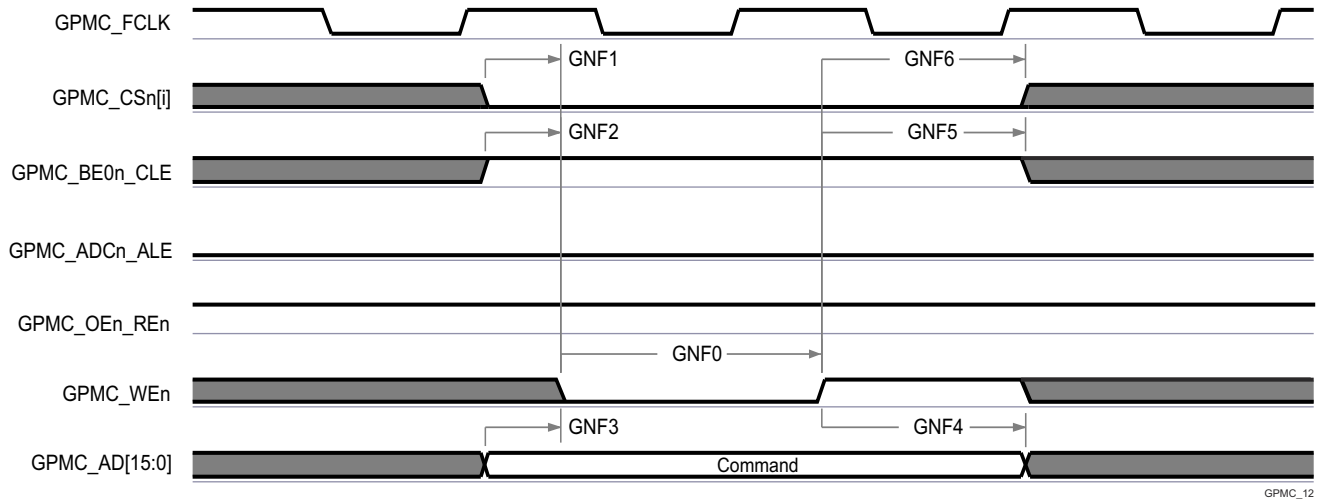 GPMC_FCLK
GNF1
GNF6
GPMC_CSn[i]
GNF2
GNF5
GPMC_BE0n_CLE
GPMC_ADCn_ALE
GPMC_OEn_REn
GNF0
GPMC_WEn
GNF3
GNF4
GPMC_AD[15:0]
Command
GPMC_12